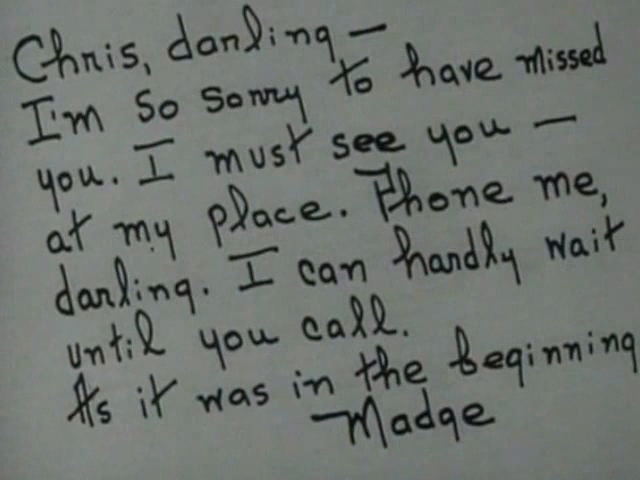 Chris, darling —
I'm so sorry to have missed
you. I must see you —
at my place. Phone me,
darling. I can hardly wait
until you call.
As it was in the beginning
Madge